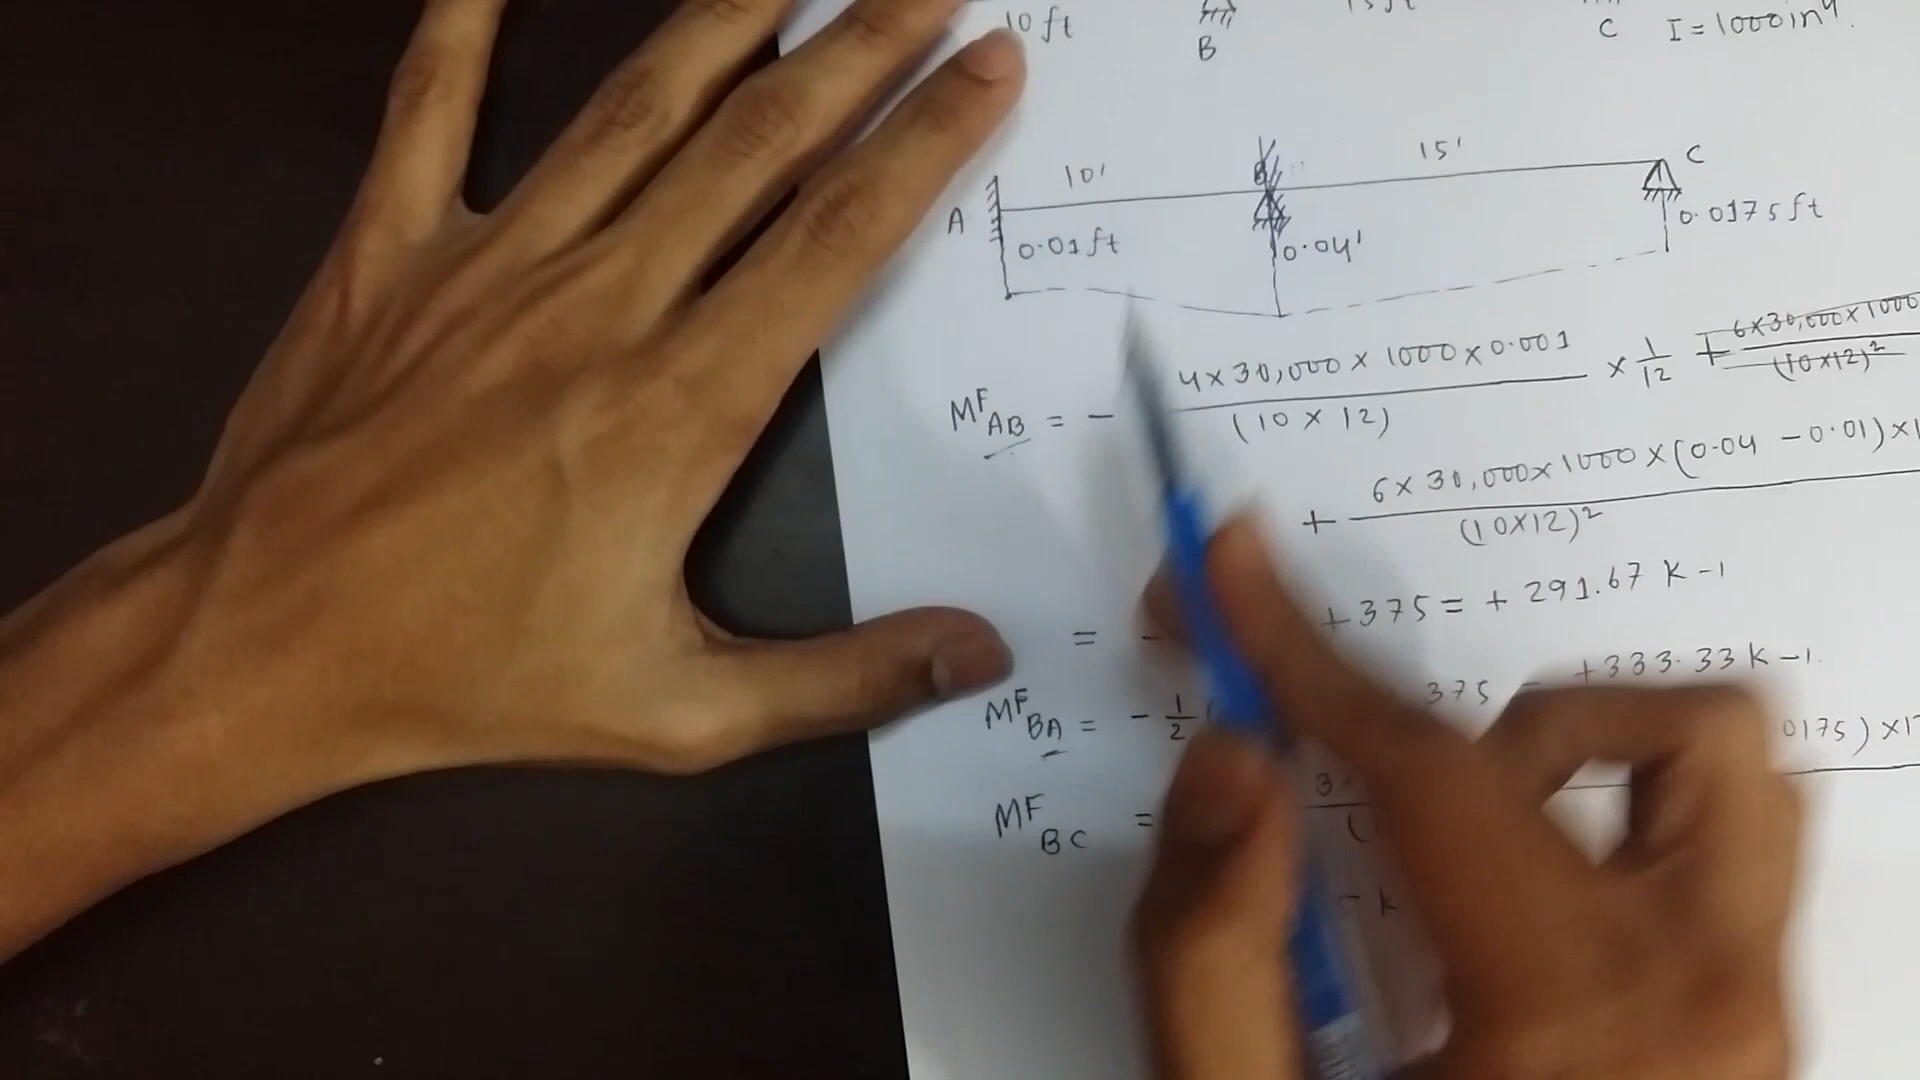 10 ft
B
C I = 1000 in⁴.
10' B 15' C
A
0.01 ft 0.04' 0.0175 ft
MF AB = - 4 x 30,000 x 1000 x 0.001 / (10 x 12) x 1/12 + 6 x 30,000 x 1000 / (10 x 12)²
+ 6 x 30,000 x 1000 x (0.04 - 0.01) x 1 / (10x12)²
= - +375 = + 291.67 K-1
MF BA = - 1/2 ( 375 = +333.33 K-1.
MF BC = 3 0175) x1
K